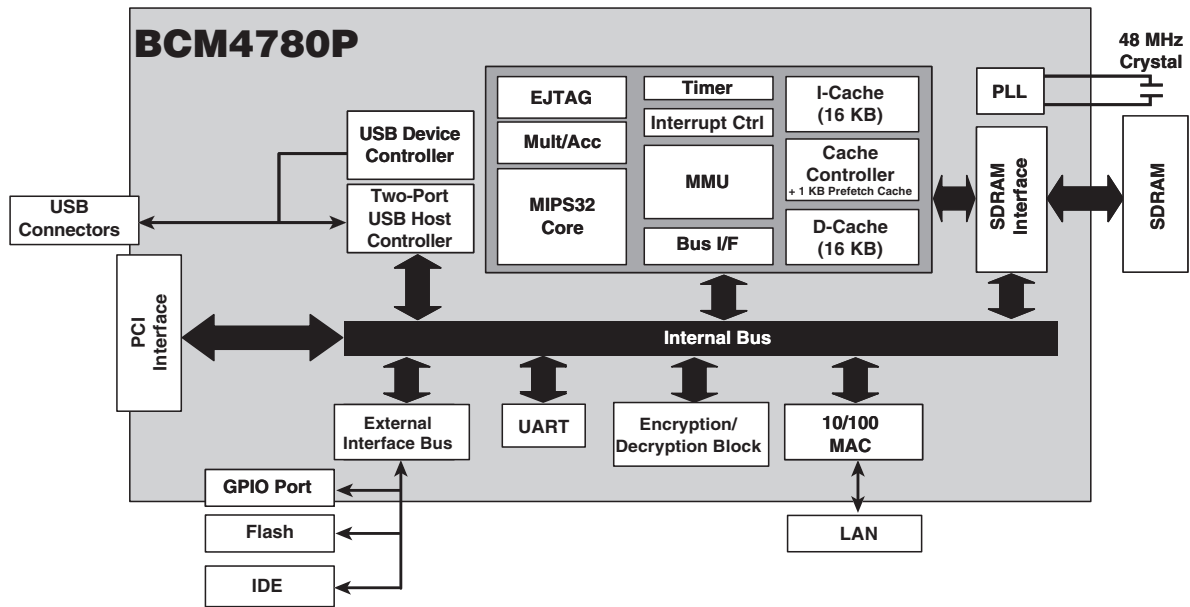 BCM4780P
48 MHz
Crystal
EJTAG
Mult/Acc
MIPS32
Core
Timer
Interrupt Ctrl
MMU
Bus I/F
I-Cache
(16 KB)
Cache
Controller
+ 1 KB Prefetch Cache
D-Cache
(16 KB)
PLL
SDRAM
Interface
SDRAM
USB Device
Controller
Two-Port
USB Host
Controller
USB
Connectors
PCI
Interface
Internal Bus
External
Interface Bus
UART
Encryption/
Decryption Block
10/100
MAC
GPIO Port
Flash
IDE
LAN